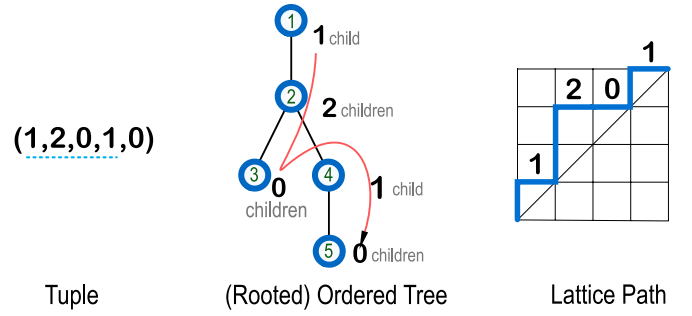 (1,2,0,1,0)
Tuple
1
1 child
2
2 children
3
0
children
4
1 child
5
0 children
(Rooted) Ordered Tree
1
2 0
1
Lattice Path